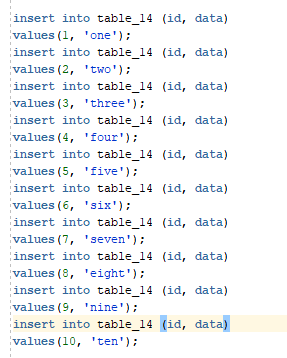 insert into table_14 (id, data)
values(1, 'one');
insert into table_14 (id, data)
values(2, 'two');
insert into table_14 (id, data)
values(3, 'three');
insert into table_14 (id, data)
values(4, 'four');
insert into table_14 (id, data)
values(5, 'five');
insert into table_14 (id, data)
values(6, 'six');
insert into table_14 (id, data)
values(7, 'seven');
insert into table_14 (id, data)
values(8, 'eight');
insert into table_14 (id, data)
values(9, 'nine');
insert into table_14 (id, data)
values(10, 'ten');